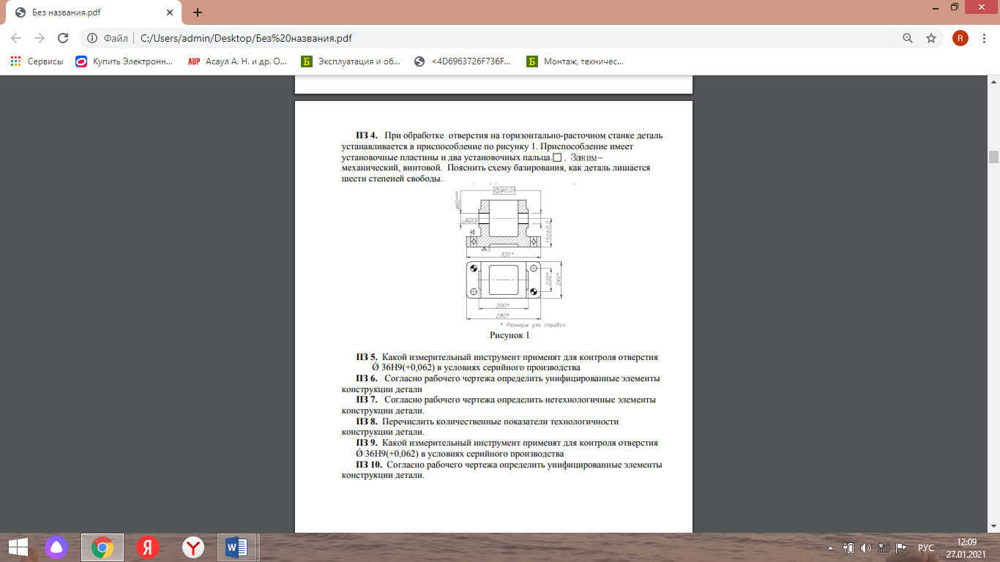 Без названия.pdf
Файл
C:/Users/admin/Desktop/Без%20названия.pdf
R
Сервисы
Купить Электронн...
AUP
Асаул А. Н. и др. О...
Б
Эксплуатация и об...
<4D6963726F736F...
Б
Монтаж, техничес...
ПЗ 4. При обработке отверстия на горизонтально-расточном станке деталь
устанавливается в приспособление по рисунку 1. Приспособление имеет
установочные пластины и два установочных пальца.□ . Зажим–
механический, винтовой. Пояснить схему базирования, как деталь лишается
шести степеней свободы.
◎ ø0,01
√Ra1,6
150±0,2
320*
200*
240*
200*
280*
* Размеры для справок
Рисунок 1
ПЗ 5. Какой измерительный инструмент применят для контроля отверстия
Ǿ 36Н9(+0,062) в условиях серийного производства
ПЗ 6. Согласно рабочего чертежа определить унифицированные элементы
конструкции детали
ПЗ 7. Согласно рабочего чертежа определить нетехнологичные элементы
конструкции детали.
ПЗ 8. Перечислить количественные показатели технологичности
конструкции детали.
ПЗ 9. Какой измерительный инструмент применят для контроля отверстия
Ǿ 36Н9(+0,062) в условиях серийного производства
ПЗ 10. Согласно рабочего чертежа определить унифицированные элементы
конструкции детали.
Я
Y
W
РУС
12:09
27.01.2021